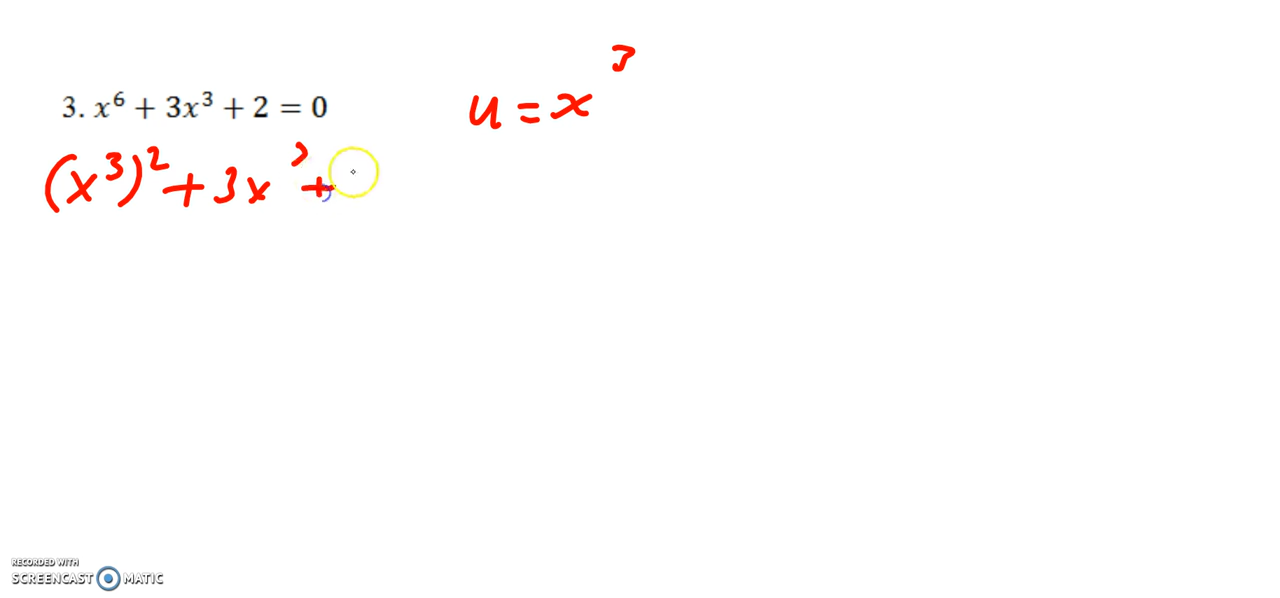 3. x⁶ + 3x³ + 2 = 0
u = x³
(x³)² + 3x³ +
RECORDED WITH
SCREENCAST MATIC